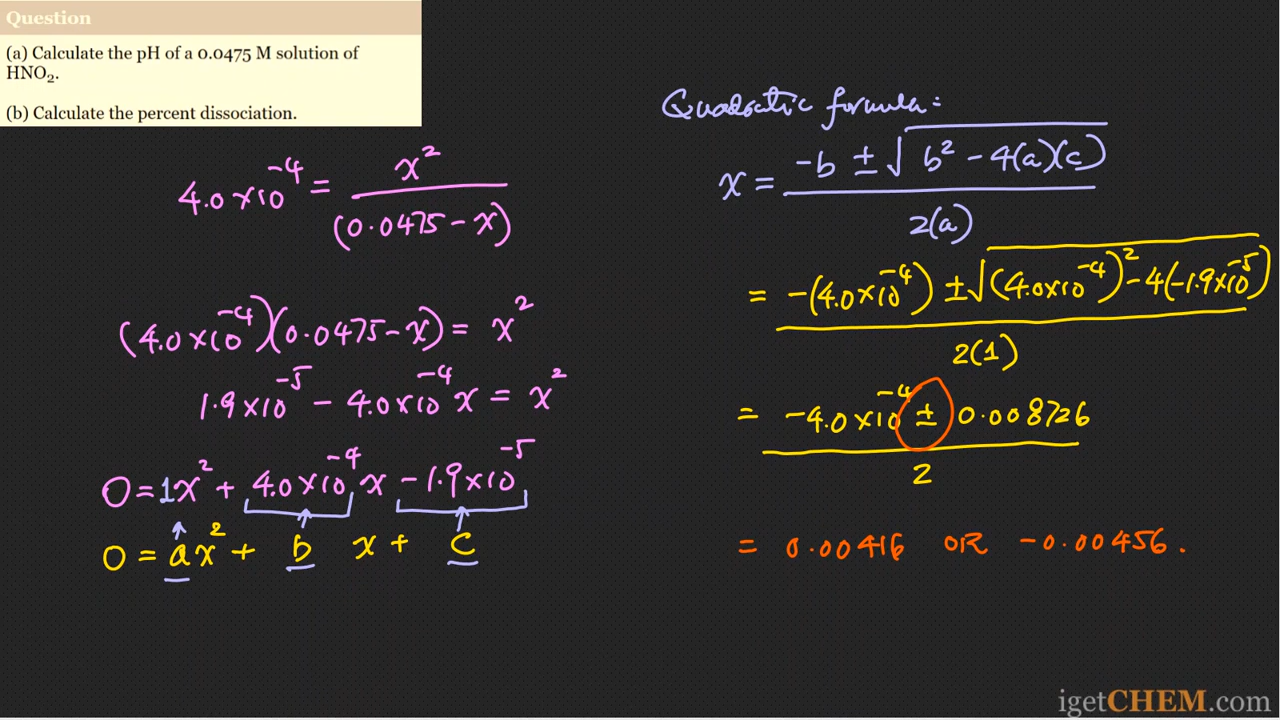 Question
(a) Calculate the pH of a 0.0475 M solution of
HNO₂.
(b) Calculate the percent dissociation.
4.0×10⁻⁴ = x² / (0.0475 - x)
(4.0×10⁻⁴)(0.0475 - x) = x²
1.9×10⁻⁵ - 4.0×10⁻⁴ x = x²
0 = 1x² + 4.0×10⁻⁴ x - 1.9×10⁻⁵
0 = ax² + b x + c
Quadratic formula:
x = -b ± √b² - 4(a)(c) / 2(a)
= -(4.0×10⁻⁴) ± √(4.0×10⁻⁴)² - 4(-1.9×10⁻⁵) / 2(1)
= -4.0×10⁻⁴ ± 0.008726 / 2
= 0.00416 OR -0.00456.
igetCHEM.com